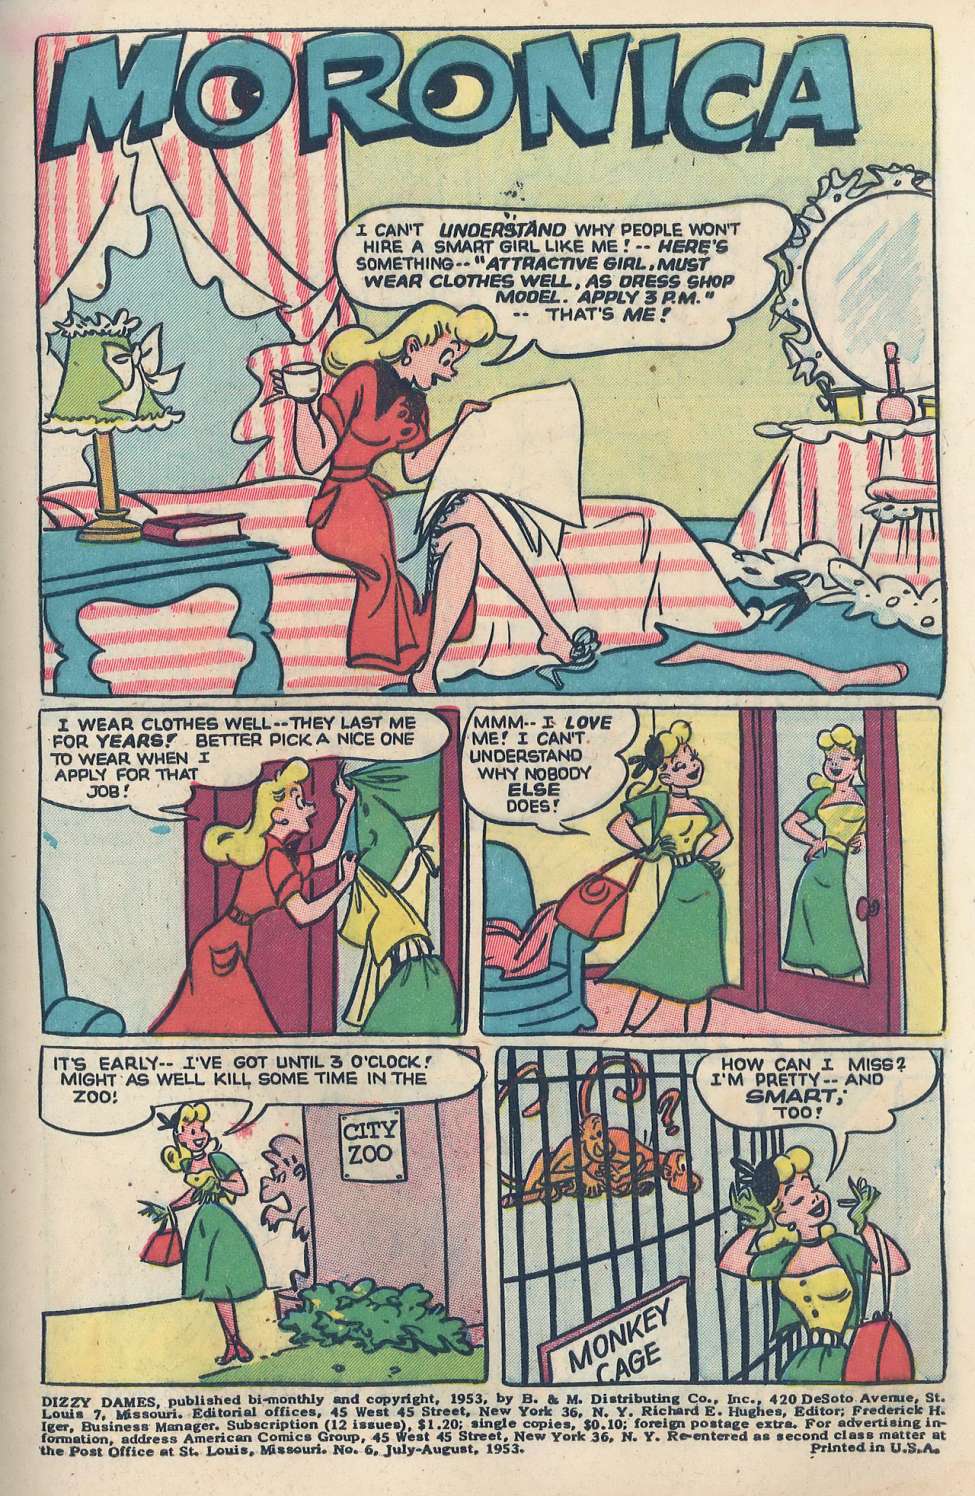 MORONICA
I CAN'T UNDERSTAND WHY PEOPLE WON'T
HIRE A SMART GIRL LIKE ME! -- HERE'S
SOMETHING-- "ATTRACTIVE GIRL, MUST
WEAR CLOTHES WELL, AS DRESS SHOP
MODEL. APPLY 3 P.M."
-- THAT'S ME!
I WEAR CLOTHES WELL--THEY LAST ME
FOR YEARS! BETTER PICK A NICE ONE
TO WEAR WHEN I
APPLY FOR THAT
JOB!
MMM-- I LOVE
ME! I CAN'T
UNDERSTAND
WHY NOBODY
ELSE
DOES!
IT'S EARLY-- I'VE GOT UNTIL 3 O'CLOCK!
MIGHT AS WELL KILL SOME TIME IN THE
ZOO!
CITY
ZOO
HOW CAN I MISS?
I'M PRETTY-- AND
SMART,
TOO!
?
MONKEY
CAGE
DIZZY DAMES, published bi-monthly and copyright, 1953, by B. & M. Distributing Co., Inc., 420 DeSoto Avenue, St.
Louis 7, Missouri. Editorial offices, 45 West 45 Street, New York 36, N. Y. Richard E. Hughes, Editor; Frederick H.
Iger, Business Manager. Subscription (12 issues), $1.20; single copies, $0.10; foreign postage extra. For advertising in-
formation, address American Comics Group, 45 West 45 Street, New York 36, N. Y. Re-entered as second class matter at
the Post Office at St. Louis, Missouri. No. 6, July-August, 1953. Printed in U.S.A.